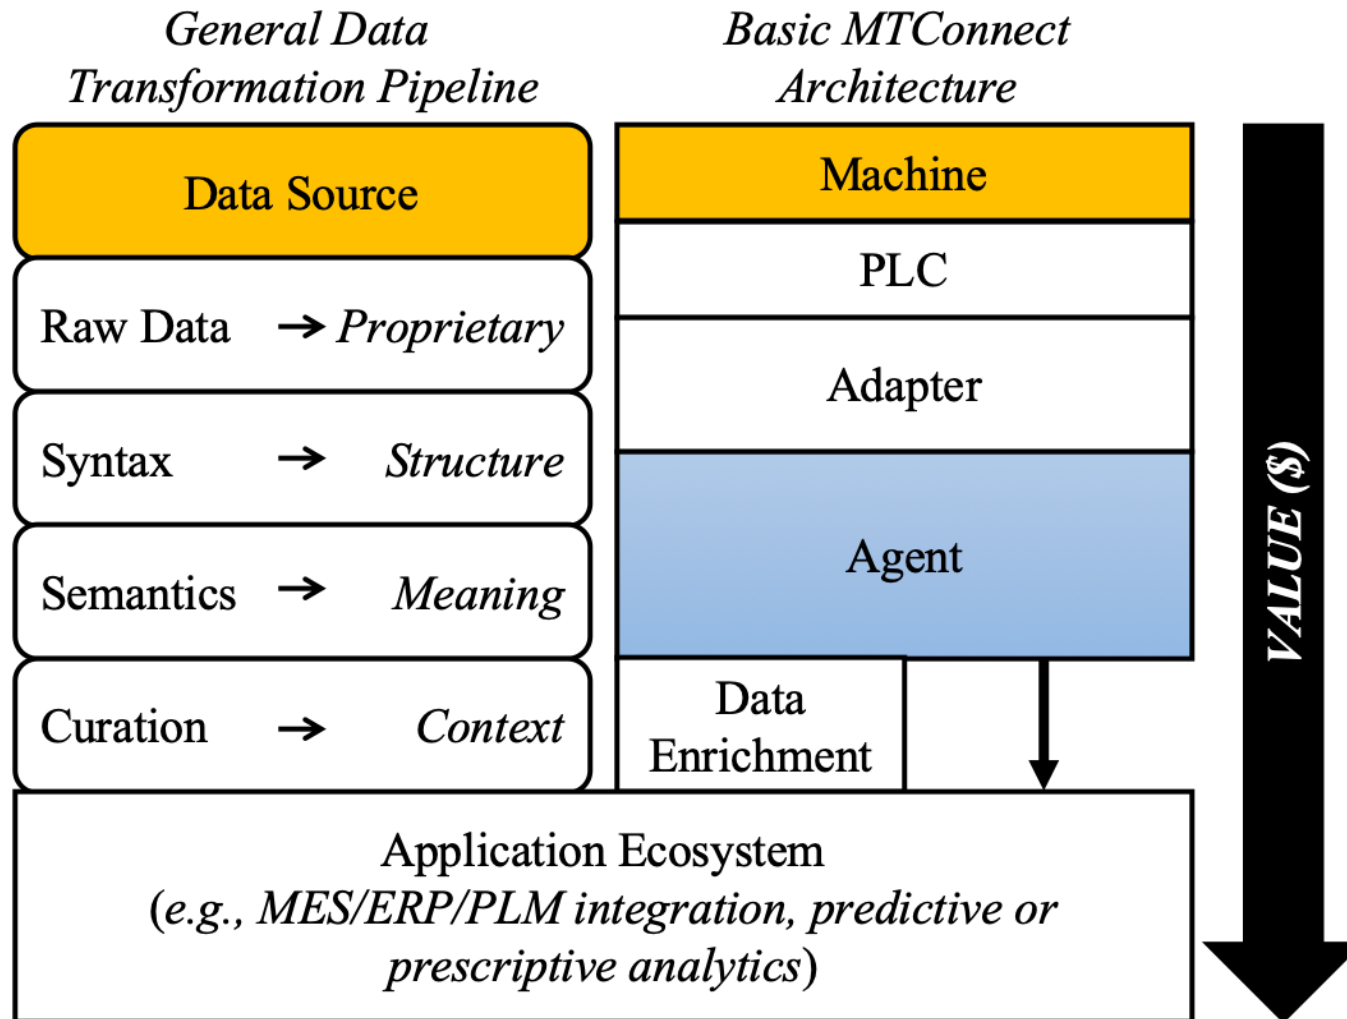 General Data
Transformation Pipeline
Basic MTConnect
Architecture
Data Source
Raw Data → Proprietary
Syntax → Structure
Semantics → Meaning
Curation → Context
Machine
PLC
Adapter
Agent
Data
Enrichment
Application Ecosystem
(e.g., MES/ERP/PLM integration, predictive or
prescriptive analytics)
VALUE ($)